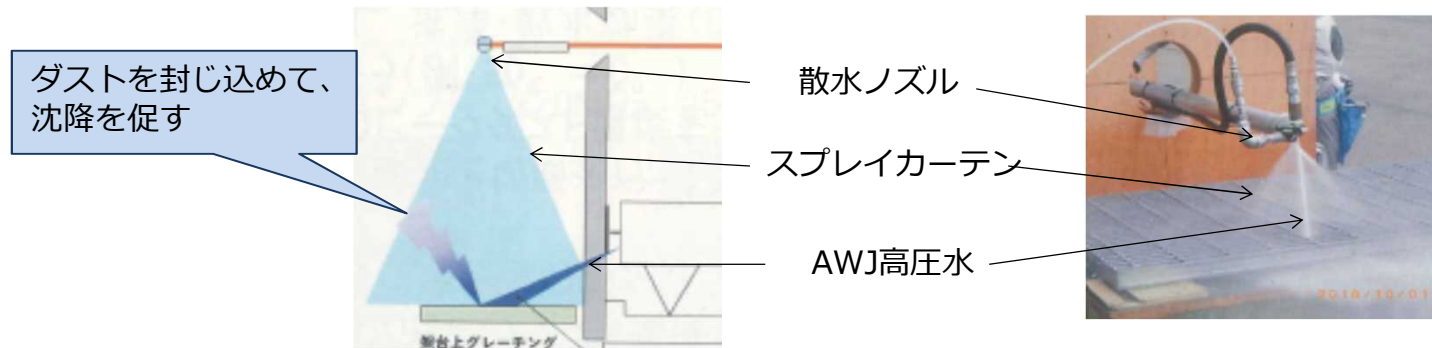 ダストを封じ込めて、
沈降を促す
散水ノズル
スプレイカーテン
AWJ高圧水
架台上グレーチング
2018/10/01